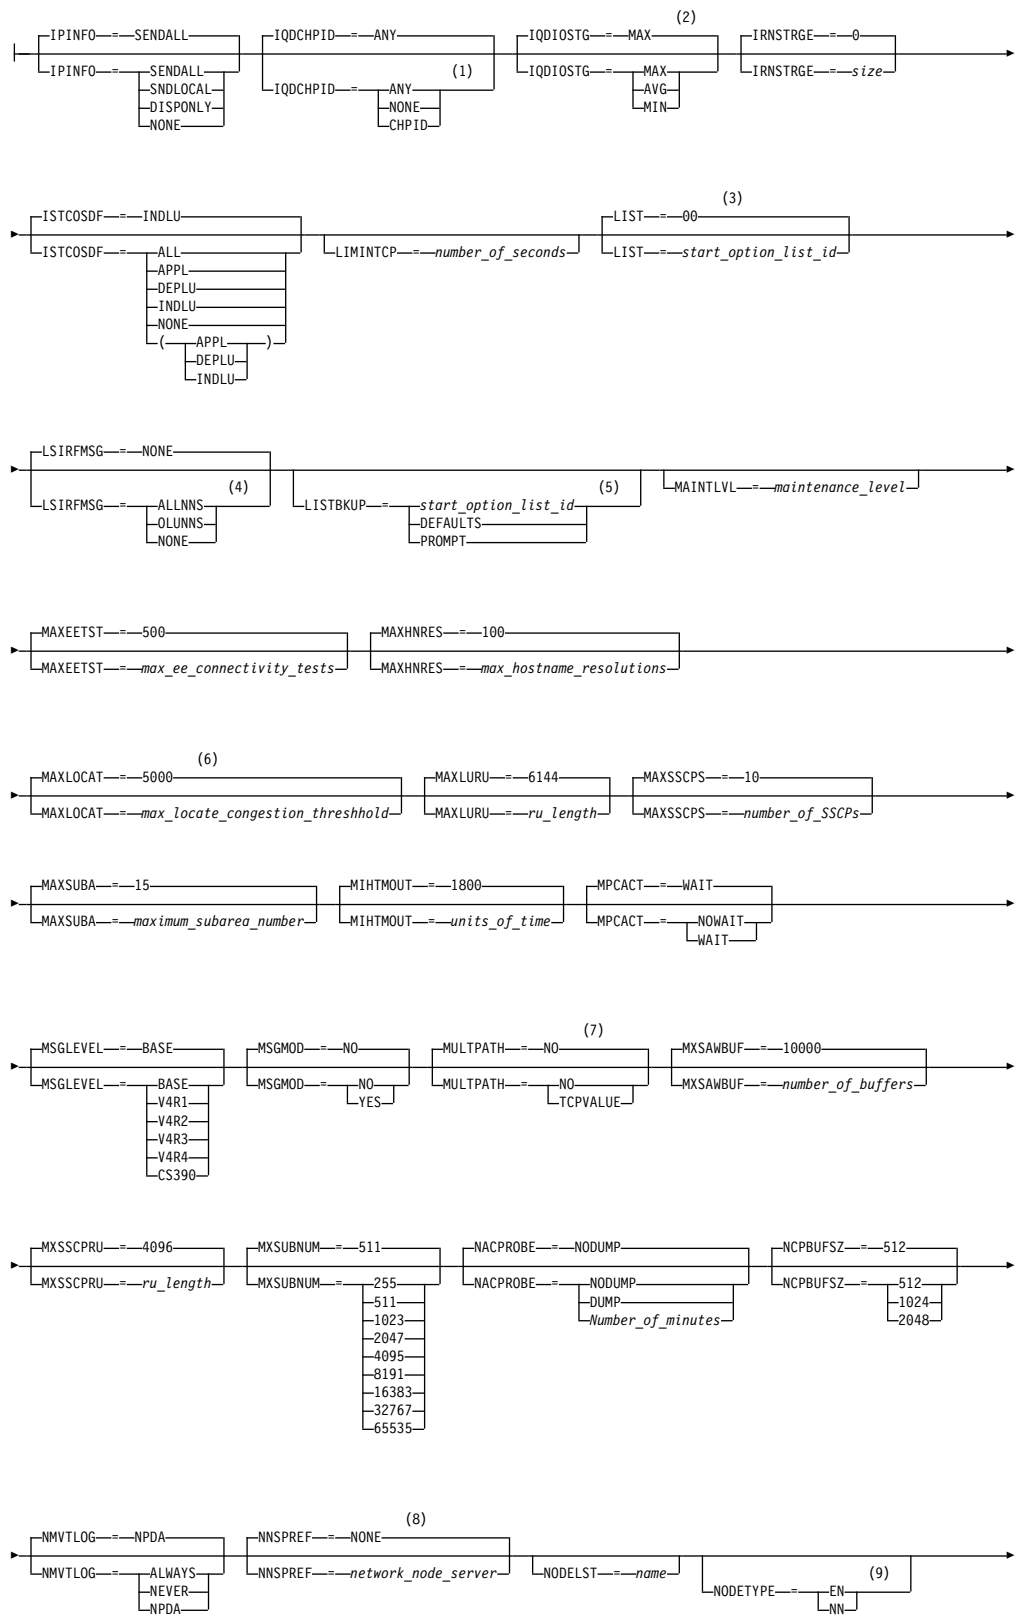 (2)
IPINFO = SENDALL IQDCHPID = ANY IQDIOSTG = MAX IRNSTRGE = 0
(1)
IPINFO = SENDALL IQDCHPID = ANY IQDIOSTG = MAX IRNSTRGE = size
SNDLOCAL NONE AVG
DISPONLY CHPID MIN
NONE
(3)
ISTCOSDF = INDLU LIST = 00
ISTCOSDF = ALL LIMINTCP = number_of_seconds LIST = start_option_list_id
APPL
DEPLU
INDLU
NONE
( APPL )
DEPLU
INDLU
LSIRFMSG = NONE
(4) (5) MAINTLVL = maintenance_level
LSIRFMSG = ALLNNS LISTBKUP = start_option_list_id
OLUNNS DEFAULTS
NONE PROMPT
MAXEETST = 500 MAXHNRES = 100
MAXEETST = max_ee_connectivity_tests MAXHNRES = max_hostname_resolutions
(6)
MAXLOCAT = 5000 MAXLURU = 6144 MAXSSCPS = 10
MAXLOCAT = max_locate_congestion_threshhold MAXLURU = ru_length MAXSSCPS = number_of_SSCPs
MAXSUBA = 15 MIHTMOUT = 1800 MPCACT = WAIT
MAXSUBA = maximum_subarea_number MIHTMOUT = units_of_time MPCACT = NOWAIT
WAIT
(7)
MSGLEVEL = BASE MSGMOD = NO MULTPATH = NO MXSAWBUF = 10000
MSGLEVEL = BASE MSGMOD = NO MULTPATH = NO MXSAWBUF = number_of_buffers
V4R1 YES TCPVALUE
V4R2
V4R3
V4R4
CS390
MXSSCPRU = 4096 MXSUBNUM = 511 NACPROBE = NODUMP NCPBUFSZ = 512
MXSSCPRU = ru_length MXSUBNUM = 255 NACPROBE = NODUMP NCPBUFSZ = 512
511 DUMP 1024
1023 Number_of_minutes 2048
2047
4095
8191
16383
32767
65535
(8)
NMVTLOG = NPDA NNSPREF = NONE
(9)
NMVTLOG = ALWAYS NNSPREF = network_node_server NODELST = name
NEVER NODETYPE = EN
NPDA NN